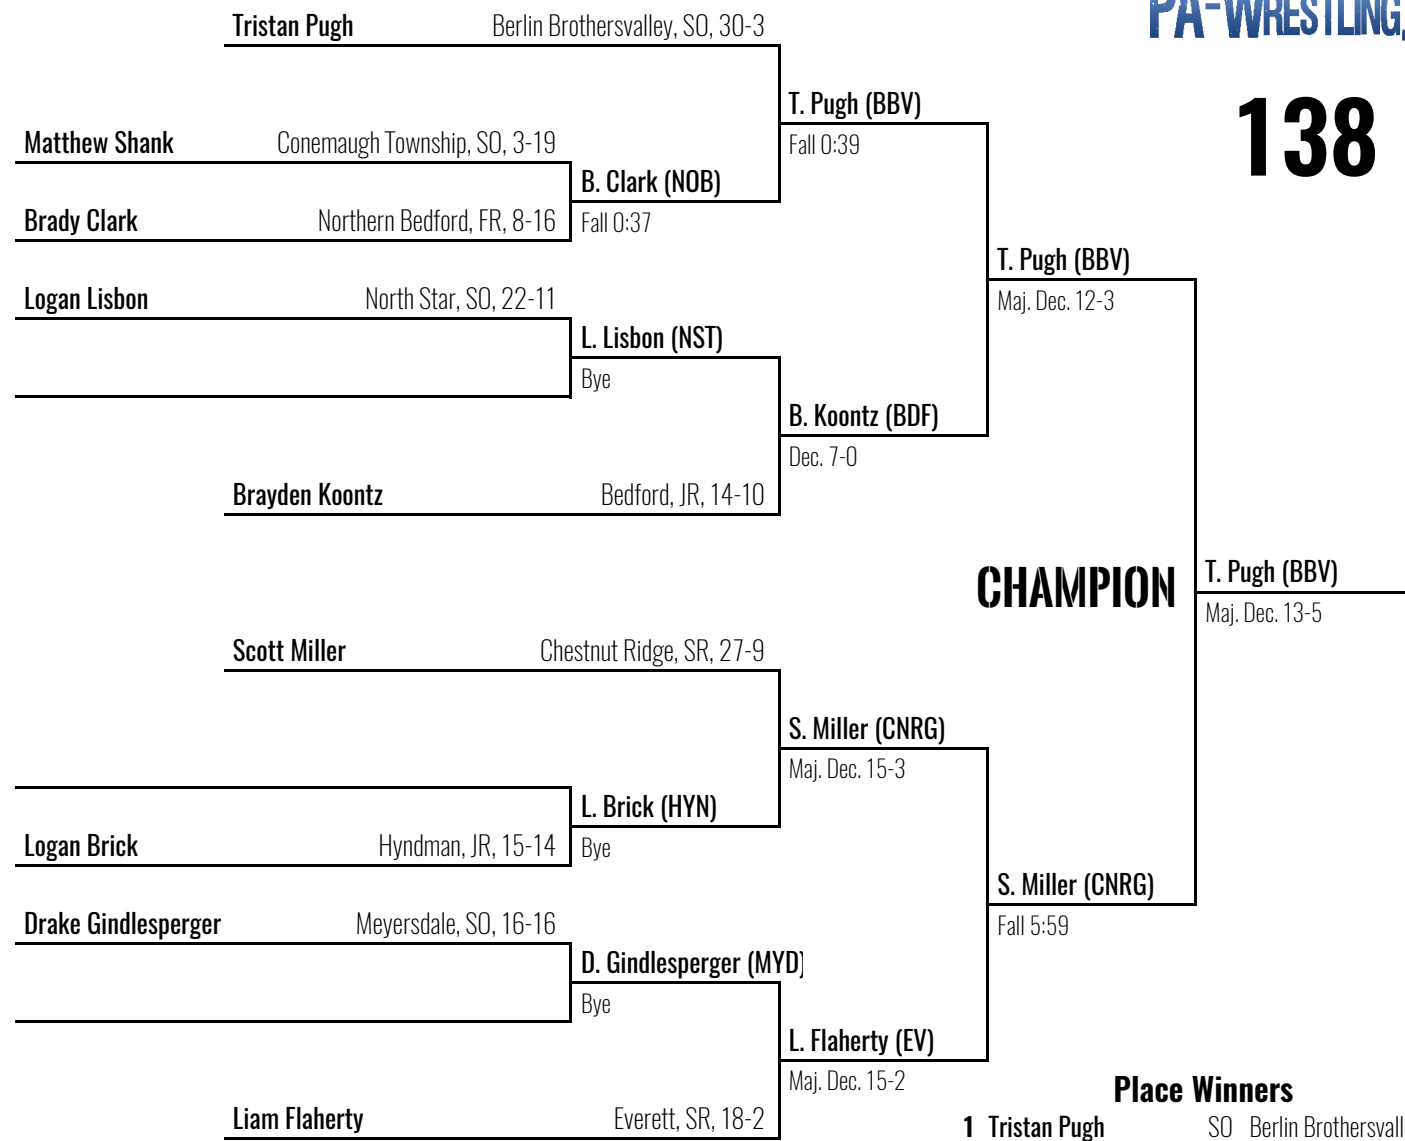 PA-WRESTLING.
138
Tristan Pugh Berlin Brothersvalley, SO, 30-3
T. Pugh (BBV)
Fall 0:39
Matthew Shank Conemaugh Township, SO, 3-19
B. Clark (NOB)
Fall 0:37
Brady Clark Northern Bedford, FR, 8-16
T. Pugh (BBV)
Maj. Dec. 12-3
Logan Lisbon North Star, SO, 22-11
L. Lisbon (NST)
Bye
B. Koontz (BDF)
Dec. 7-0
Brayden Koontz Bedford, JR, 14-10
CHAMPION
T. Pugh (BBV)
Maj. Dec. 13-5
Scott Miller Chestnut Ridge, SR, 27-9
S. Miller (CNRG)
Maj. Dec. 15-3
L. Brick (HYN)
Bye
Logan Brick Hyndman, JR, 15-14
S. Miller (CNRG)
Fall 5:59
Drake Gindlesperger Meyersdale, SO, 16-16
D. Gindlesperger (MYD)
Bye
L. Flaherty (EV)
Maj. Dec. 15-2
Liam Flaherty Everett, SR, 18-2
Place Winners
1 Tristan Pugh SO Berlin Brothersvall